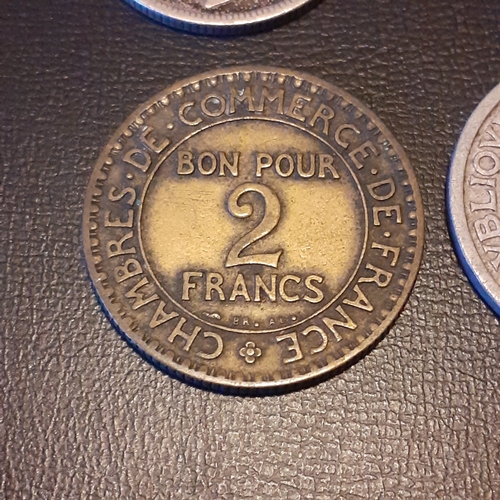 CHAMBRES·DE·COMMERCE·DE·FRANCE
BON POUR
2
FRANCS